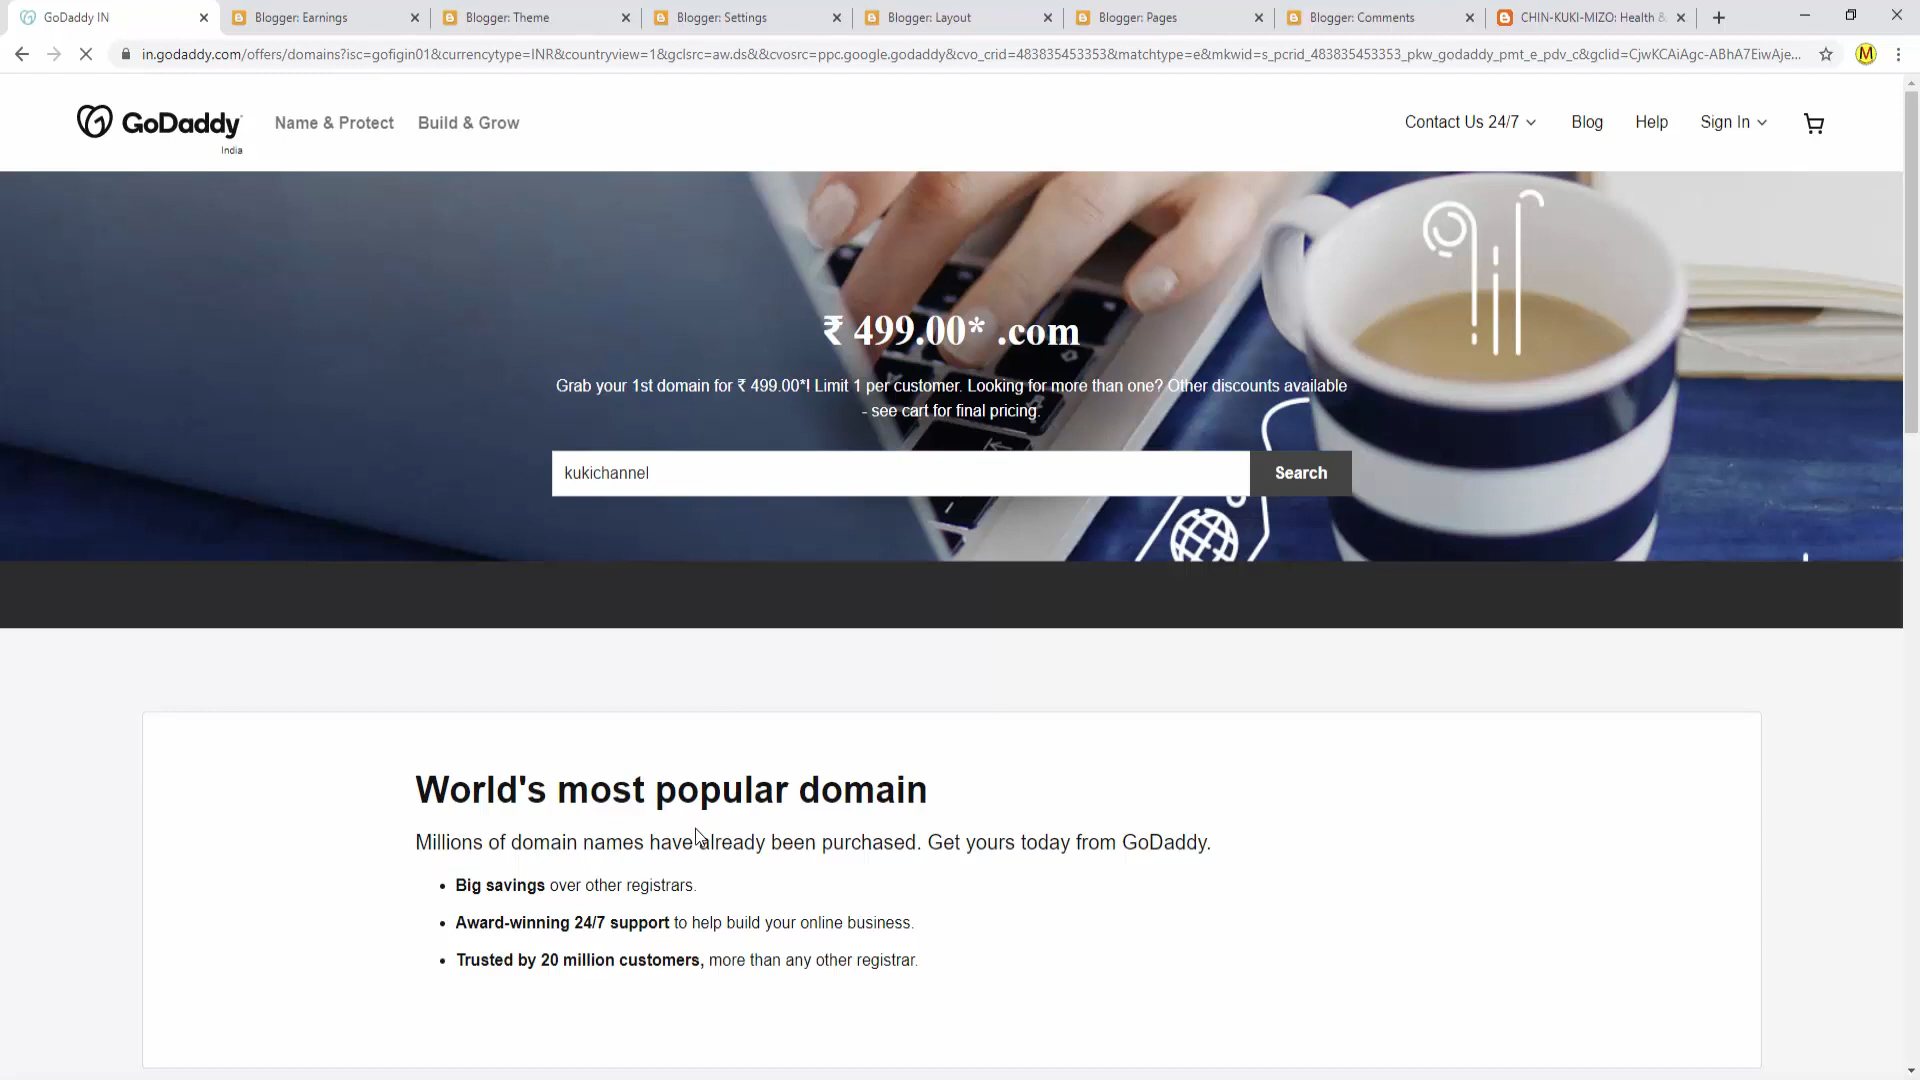 GoDaddy IN
Blogger: Earnings
Blogger: Theme
Blogger: Settings
Blogger: Layout
Blogger: Pages
Blogger: Comments
CHIN-KUKI-MIZO: Health &
in.godaddy.com/offers/domains?isc=gofigin01&currencytype=INR&countryview=1&gclsrc=aw.ds&&cvosrc=ppc.google.godaddy&cvo_crid=483835453353&matchtype=e&mkwid=s_pcrid_483835453353_pkw_godaddy_pmt_e_pdv_c&gclid=CjwKCAiAgc-ABhA7EiwAje...
M
GoDaddy
India
Name & Protect
Build & Grow
Contact Us 24/7
Blog
Help
Sign In
₹ 499.00* .com
Grab your 1st domain for ₹ 499.00*! Limit 1 per customer. Looking for more than one? Other discounts available
- see cart for final pricing.
kukichannel
Search
World's most popular domain
Millions of domain names have already been purchased. Get yours today from GoDaddy.
• Big savings over other registrars.
• Award-winning 24/7 support to help build your online business.
• Trusted by 20 million customers, more than any other registrar.